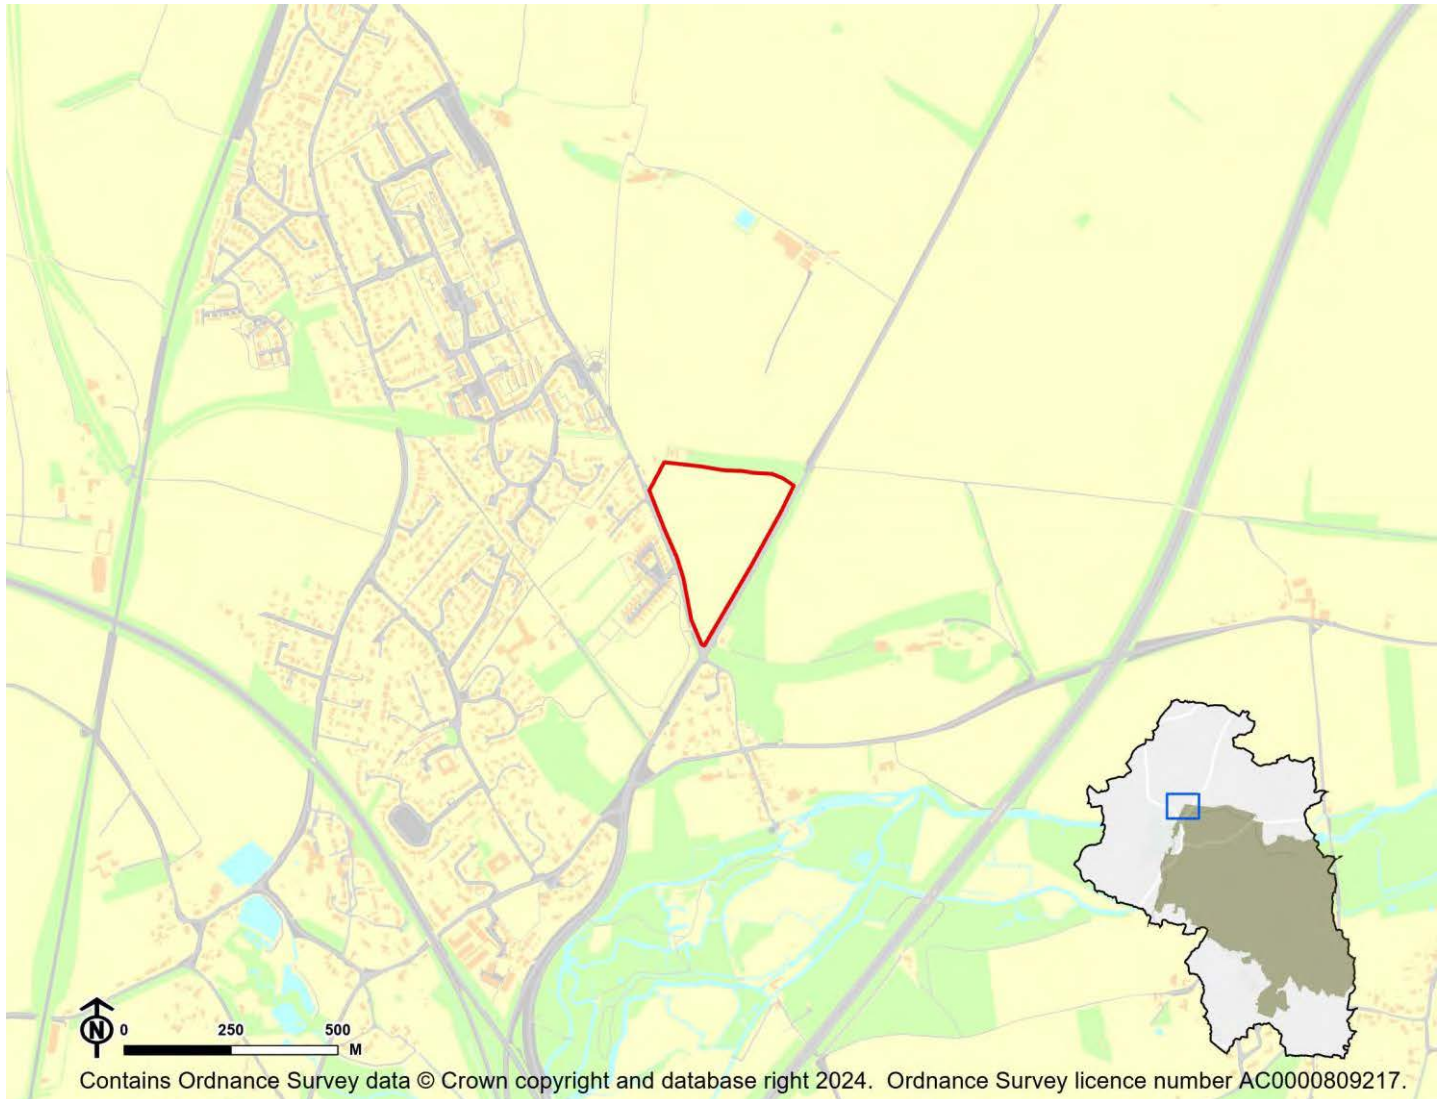 N
0 250 500
M
Contains Ordnance Survey data © Crown copyright and database right 2024. Ordnance Survey licence number AC0000809217.